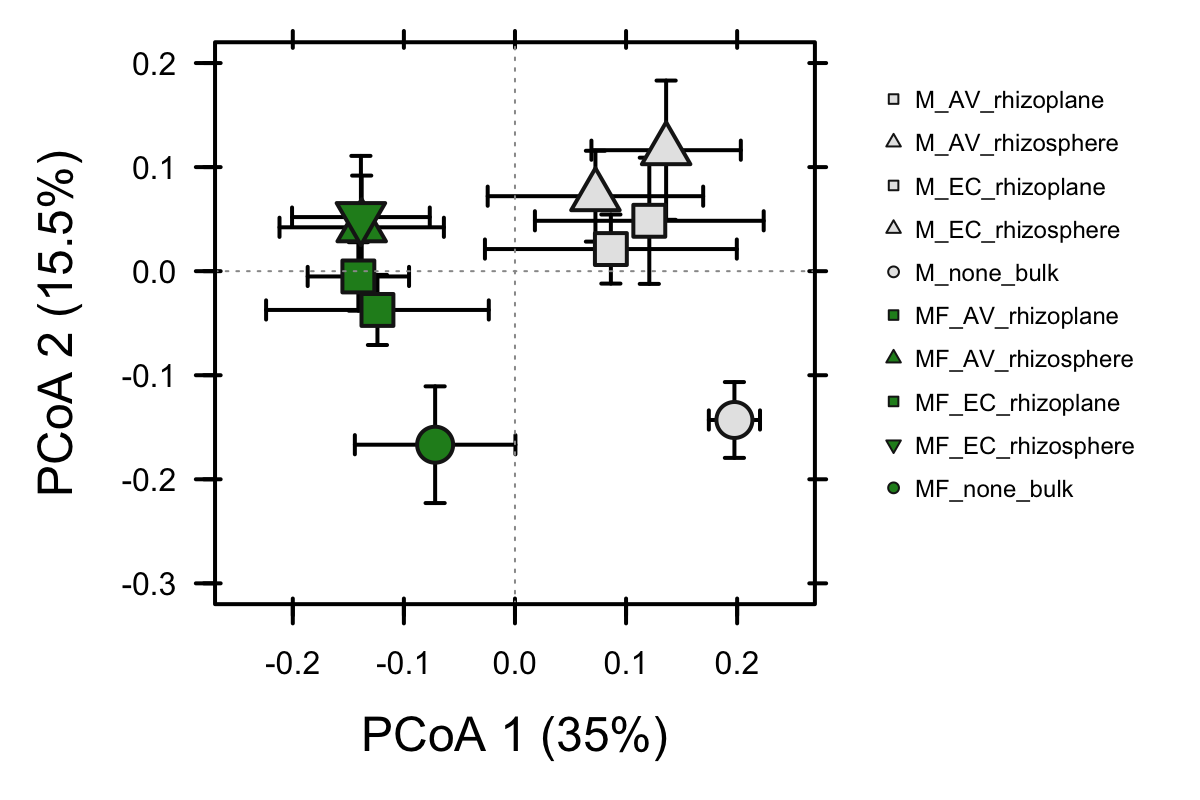 0.2
0.1
0.0
-0.1
-0.2
-0.3
PCoA 2 (15.5%)
-0.2 -0.1 0.0 0.1 0.2
PCoA 1 (35%)
M_AV_rhizoplane
M_AV_rhizosphere
M_EC_rhizoplane
M_EC_rhizosphere
M_none_bulk
MF_AV_rhizoplane
MF_AV_rhizosphere
MF_EC_rhizoplane
MF_EC_rhizosphere
MF_none_bulk